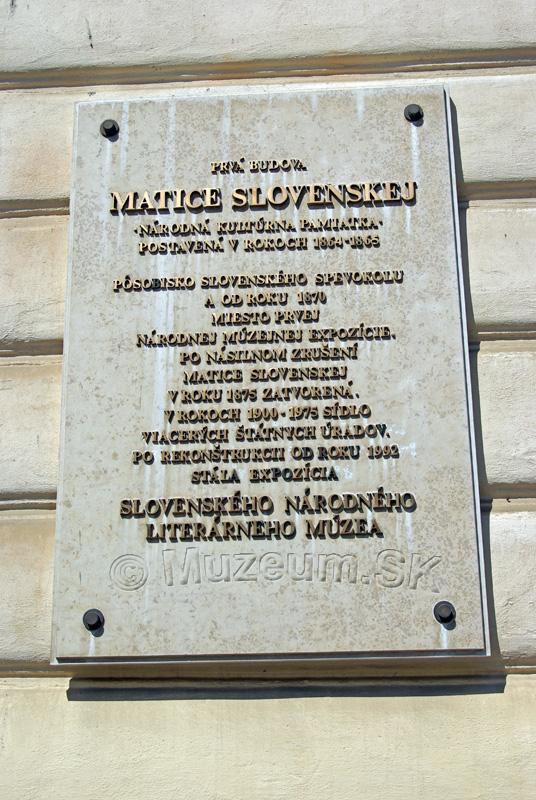 PRVÁ BUDOVA
MATICE SLOVENSKEJ
·NÁRODNÁ KULTÚRNA PAMIATKA·
POSTAVENÁ V ROKOCH 1864-1865
PÔSOBISKO SLOVENSKÉHO SPEVOKOLU
A OD ROKU 1870
MIESTO PRVEJ
NÁRODNEJ MÚZEJNEJ EXPOZÍCIE.
PO NÁSILNOM ZRUŠENÍ
MATICE SLOVENSKEJ
V ROKU 1875 ZATVORENÁ.
V ROKOCH 1900-1975 SÍDLO
VIACERÝCH ŠTÁTNYCH ÚRADOV.
PO REKONŠTRUKCII OD ROKU 1992
STÁLA EXPOZÍCIA
SLOVENSKÉHO NÁRODNÉHO
LITERÁRNEHO MÚZEA
© Muzeum.SK